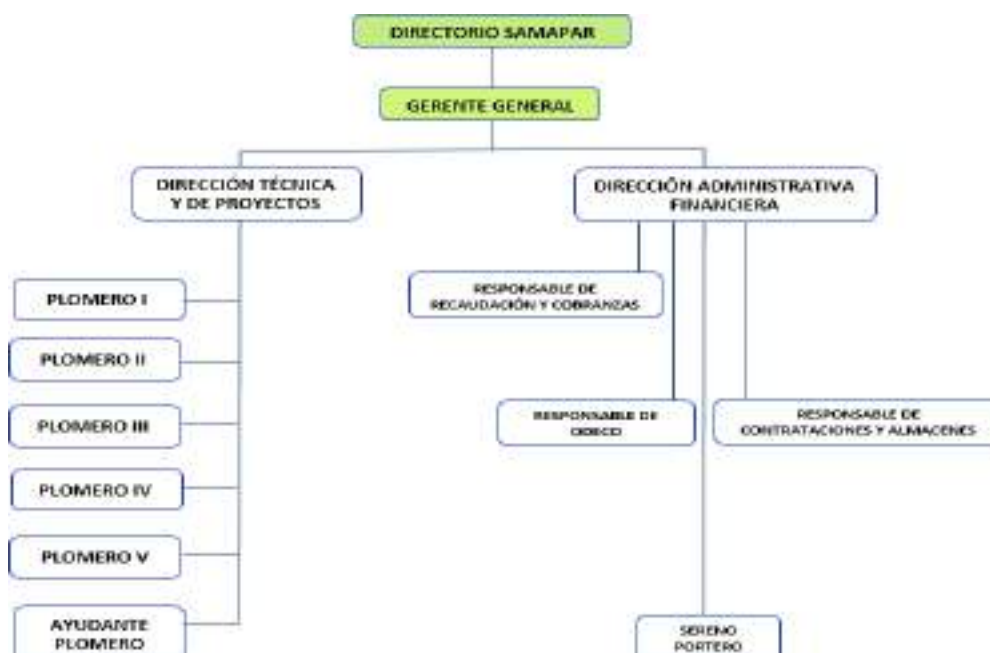 DIRECTORIO SAMAPAR
GERENTE GENERAL
DIRECCIÓN TÉCNICA
Y DE PROYECTOS
DIRECCIÓN ADMINISTRATIVA
FINANCIERA
PLOMERO I
PLOMERO II
PLOMERO III
PLOMERO IV
PLOMERO V
AYUDANTE
PLOMERO
RESPONSABLE DE
RECAUDACIÓN Y COBRANZAS
RESPONSABLE DE
ODECO
RESPONSABLE DE
CONTRATACIONES Y ALMACENES
SERENO
PORTERO